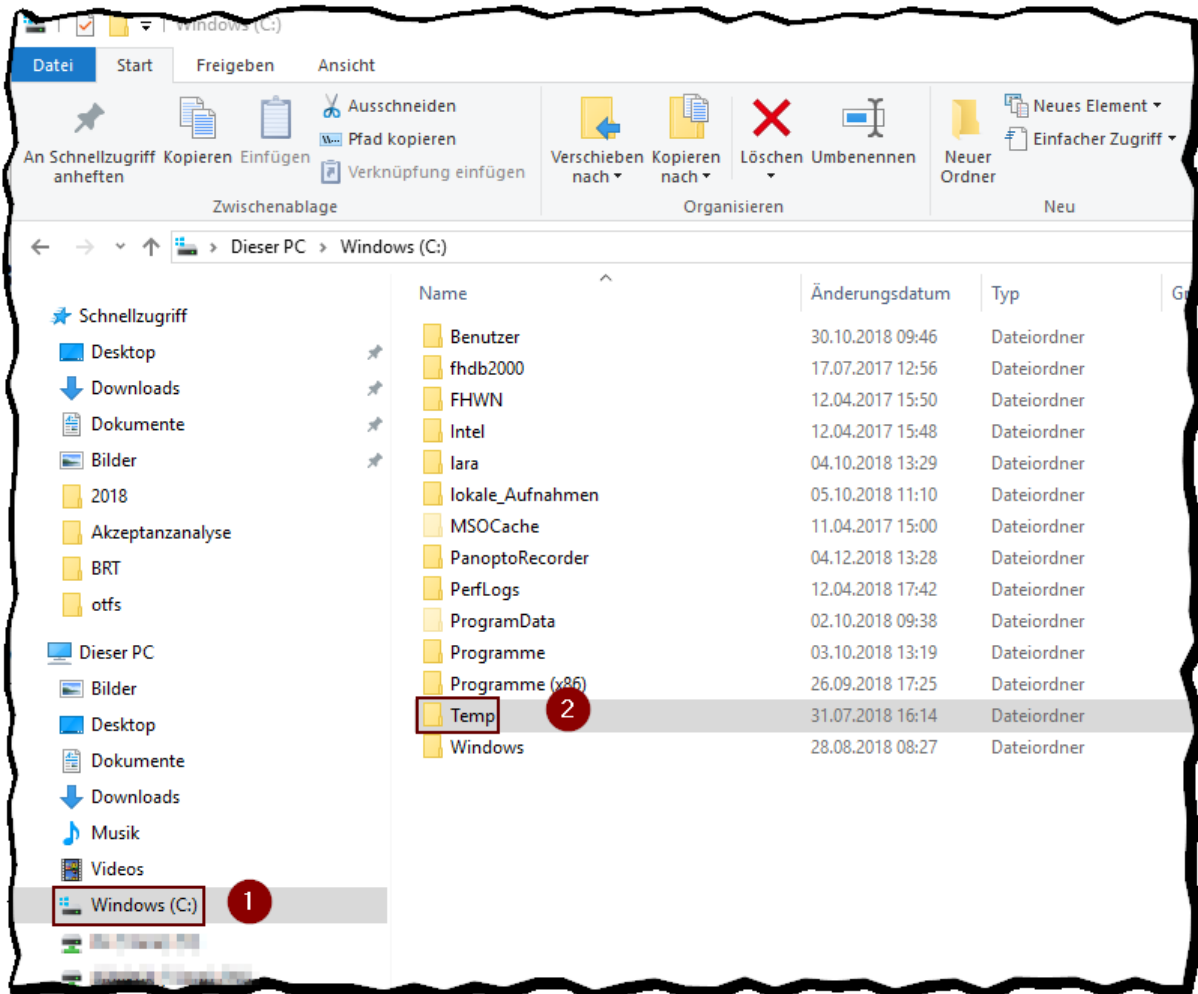 Windows (C:)
Datei Start Freigeben Ansicht
An Schnellzugriff anheften
Kopieren
Einfügen
Ausschneiden
Pfad kopieren
Verknüpfung einfügen
Zwischenablage
Verschieben nach
Kopieren nach
Löschen
Umbenennen
Organisieren
Neuer Ordner
Neues Element
Einfacher Zugriff
Neu
Dieser PC > Windows (C:)
Schnellzugriff
Desktop
Downloads
Dokumente
Bilder
2018
Akzeptanzanalyse
BRT
otfs
Dieser PC
Bilder
Desktop
Dokumente
Downloads
Musik
Videos
Windows (C:) 1
Name Änderungsdatum Typ
Benutzer 30.10.2018 09:46 Dateiordner
fhdb2000 17.07.2017 12:56 Dateiordner
FHWN 12.04.2017 15:50 Dateiordner
Intel 12.04.2017 15:48 Dateiordner
lara 04.10.2018 13:29 Dateiordner
lokale_Aufnahmen 05.10.2018 11:10 Dateiordner
MSOCache 11.04.2017 15:00 Dateiordner
PanoptoRecorder 04.12.2018 13:28 Dateiordner
PerfLogs 12.04.2018 17:42 Dateiordner
ProgramData 02.10.2018 09:38 Dateiordner
Programme 03.10.2018 13:19 Dateiordner
Programme (x86) 26.09.2018 17:25 Dateiordner
Temp 2 31.07.2018 16:14 Dateiordner
Windows 28.08.2018 08:27 Dateiordner